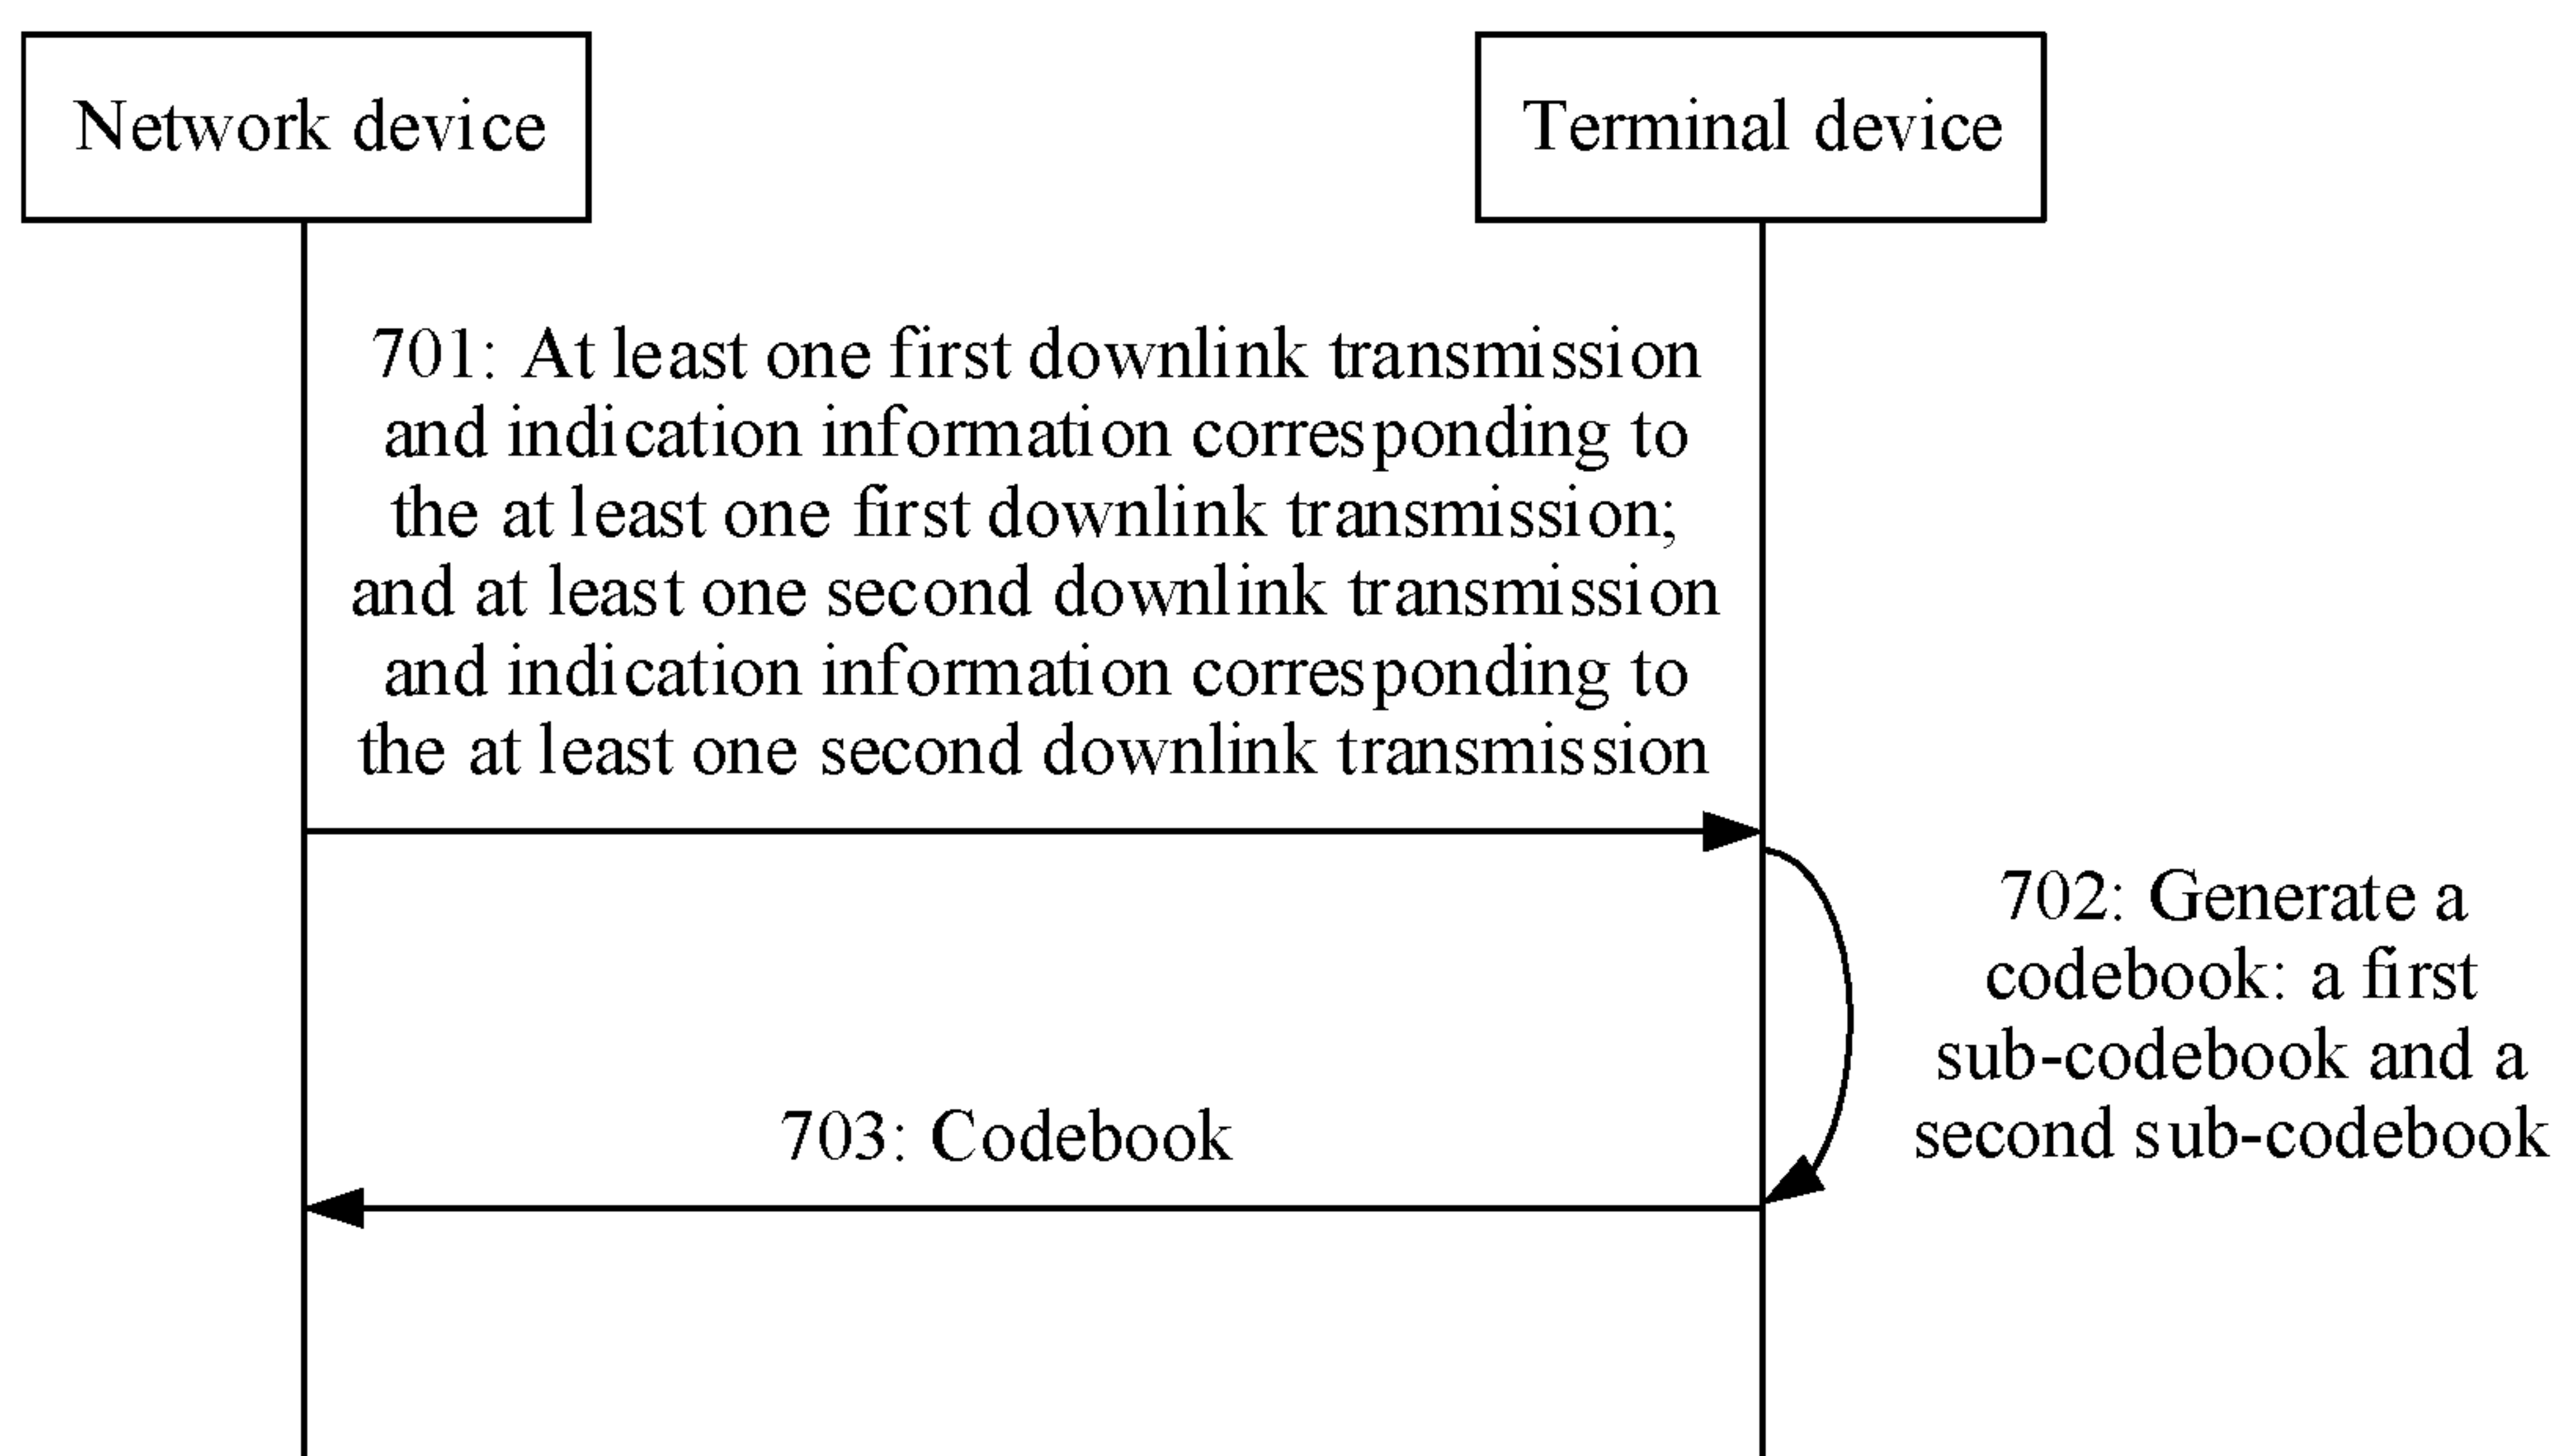 Network device
Terminal device
701: At least one first downlink transmission
and indication information corresponding to
the at least one first downlink transmission;
and at least one second downlink transmission
and indication information corresponding to
the at least one second downlink transmission
702: Generate a
codebook: a first
sub-codebook and a
second sub-codebook
703: Codebook